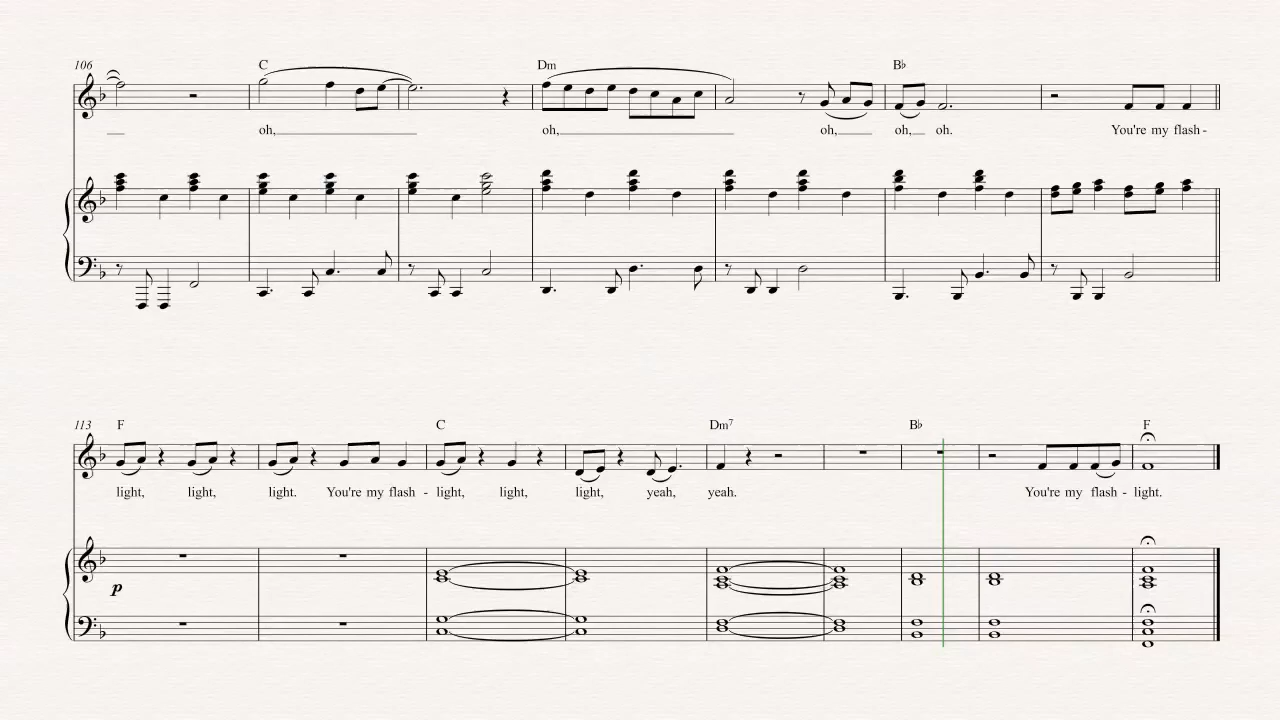 106 C Dm B♭
oh, oh, oh, oh, oh. You're my flash -
113 F C Dm7 B♭ F
light, light, light. You're my flash - light, light, light, yeah, yeah. You're my flash - light.
p